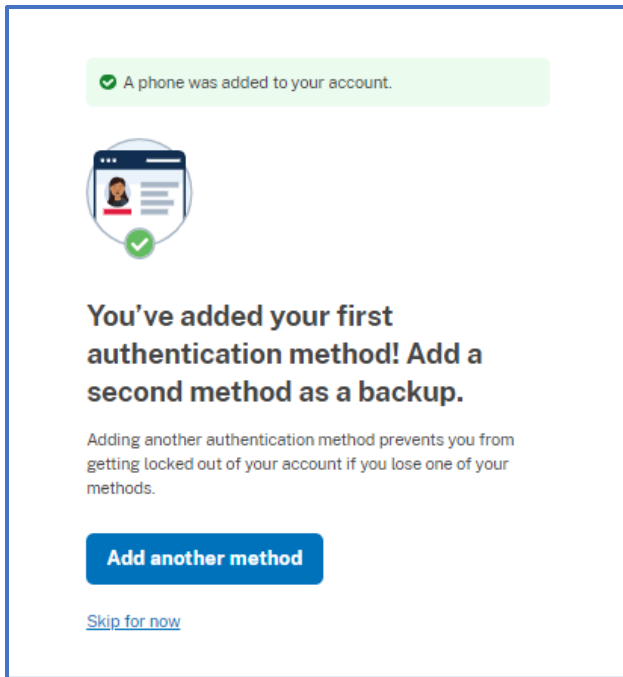 A phone was added to your account.
You’ve added your first
authentication method! Add a
second method as a backup.
Adding another authentication method prevents you from
getting locked out of your account if you lose one of your
methods.
Add another method
Skip for now